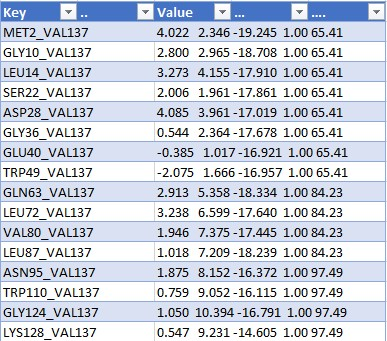 Key .. Value ... ....
MET2_VAL137 4.022 2.346 -19.245 1.00 65.41
GLY10_VAL137 2.800 2.965 -18.708 1.00 65.41
LEU14_VAL137 3.273 4.155 -17.910 1.00 65.41
SER22_VAL137 2.006 1.961 -17.861 1.00 65.41
ASP28_VAL137 4.085 3.961 -17.019 1.00 65.41
GLY36_VAL137 0.544 2.364 -17.678 1.00 65.41
GLU40_VAL137 -0.385 1.017 -16.921 1.00 65.41
TRP49_VAL137 -2.075 1.666 -16.957 1.00 65.41
GLN63_VAL137 2.913 5.358 -18.334 1.00 84.23
LEU72_VAL137 3.238 6.599 -17.640 1.00 84.23
VAL80_VAL137 1.946 7.375 -17.445 1.00 84.23
LEU87_VAL137 1.018 7.209 -18.239 1.00 84.23
ASN95_VAL137 1.875 8.152 -16.372 1.00 97.49
TRP110_VAL137 0.759 9.052 -16.115 1.00 97.49
GLY124_VAL137 1.050 10.394 -16.791 1.00 97.49
LYS128_VAL137 0.547 9.231 -14.605 1.00 97.49